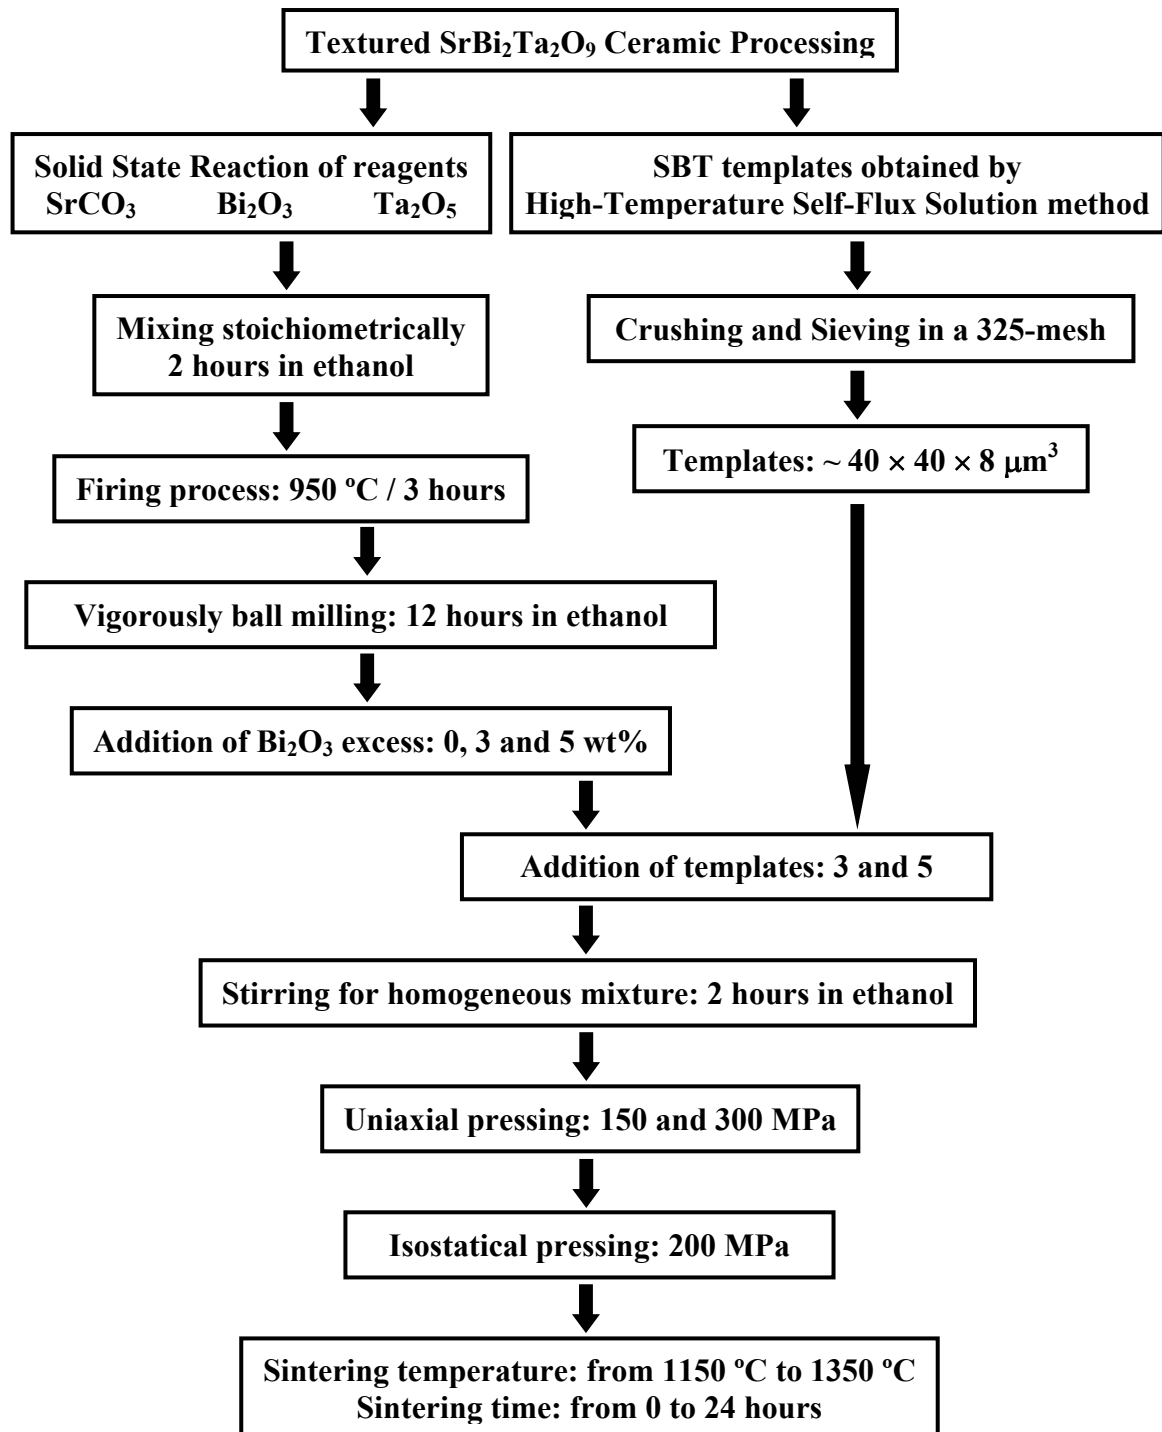 Textured SrBi₂Ta₂O₉ Ceramic Processing
Solid State Reaction of reagents
SrCO₃ Bi₂O₃ Ta₂O₅
SBT templates obtained by
High-Temperature Self-Flux Solution method
Mixing stoichiometrically
2 hours in ethanol
Crushing and Sieving in a 325-mesh
Firing process: 950 ºC / 3 hours
Templates: ~ 40 × 40 × 8 μm³
Vigorously ball milling: 12 hours in ethanol
Addition of Bi₂O₃ excess: 0, 3 and 5 wt%
Addition of templates: 3 and 5
Stirring for homogeneous mixture: 2 hours in ethanol
Uniaxial pressing: 150 and 300 MPa
Isostatical pressing: 200 MPa
Sintering temperature: from 1150 ºC to 1350 ºC
Sintering time: from 0 to 24 hours